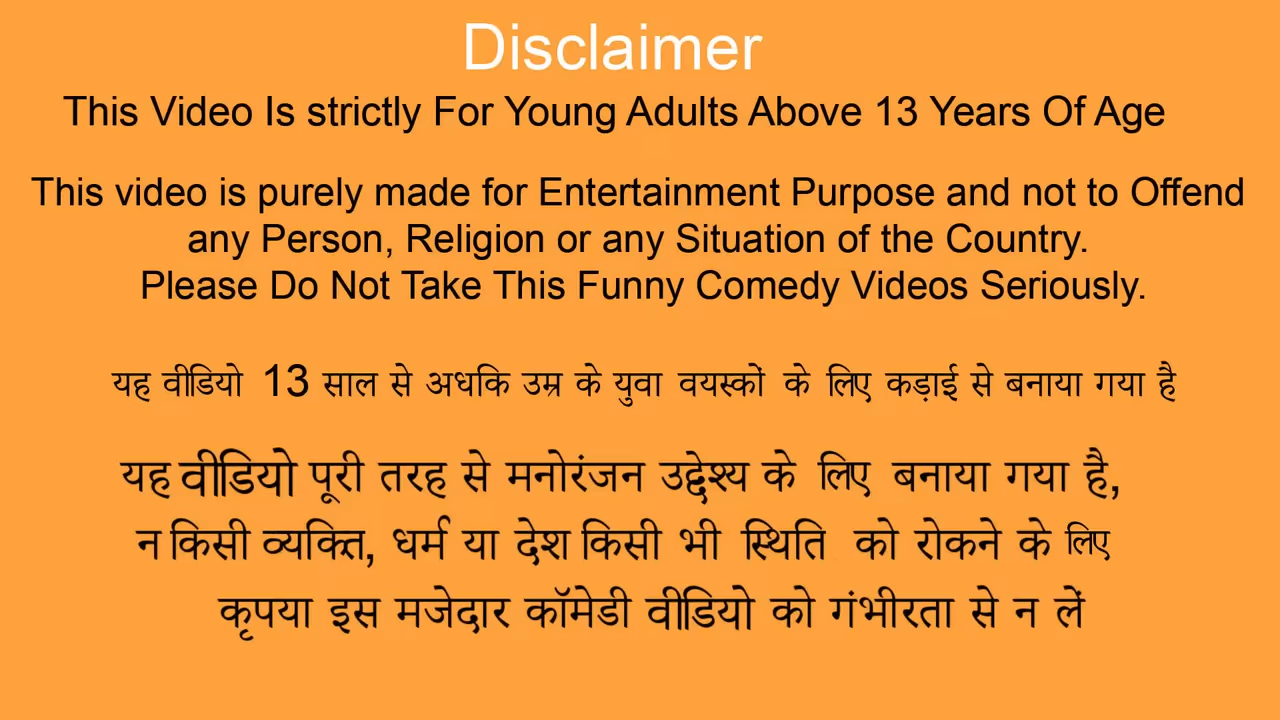 Disclaimer
This Video Is strictly For Young Adults Above 13 Years Of Age
This video is purely made for Entertainment Purpose and not to Offend
any Person, Religion or any Situation of the Country.
Please Do Not Take This Funny Comedy Videos Seriously.
यह वीडियो 13 साल से अधकि उम्र के युवा वयस्कों के लिए कड़ाई से बनाया गया है
यह वीडियो पूरी तरह से मनोरंजन उद्देश्य के लिए बनाया गया है,
न किसी व्यक्ति, धर्म या देश किसी भी स्थिति को रोकने के लिए
कृपया इस मजेदार कॉमेडी वीडियो को गंभीरता से न लें